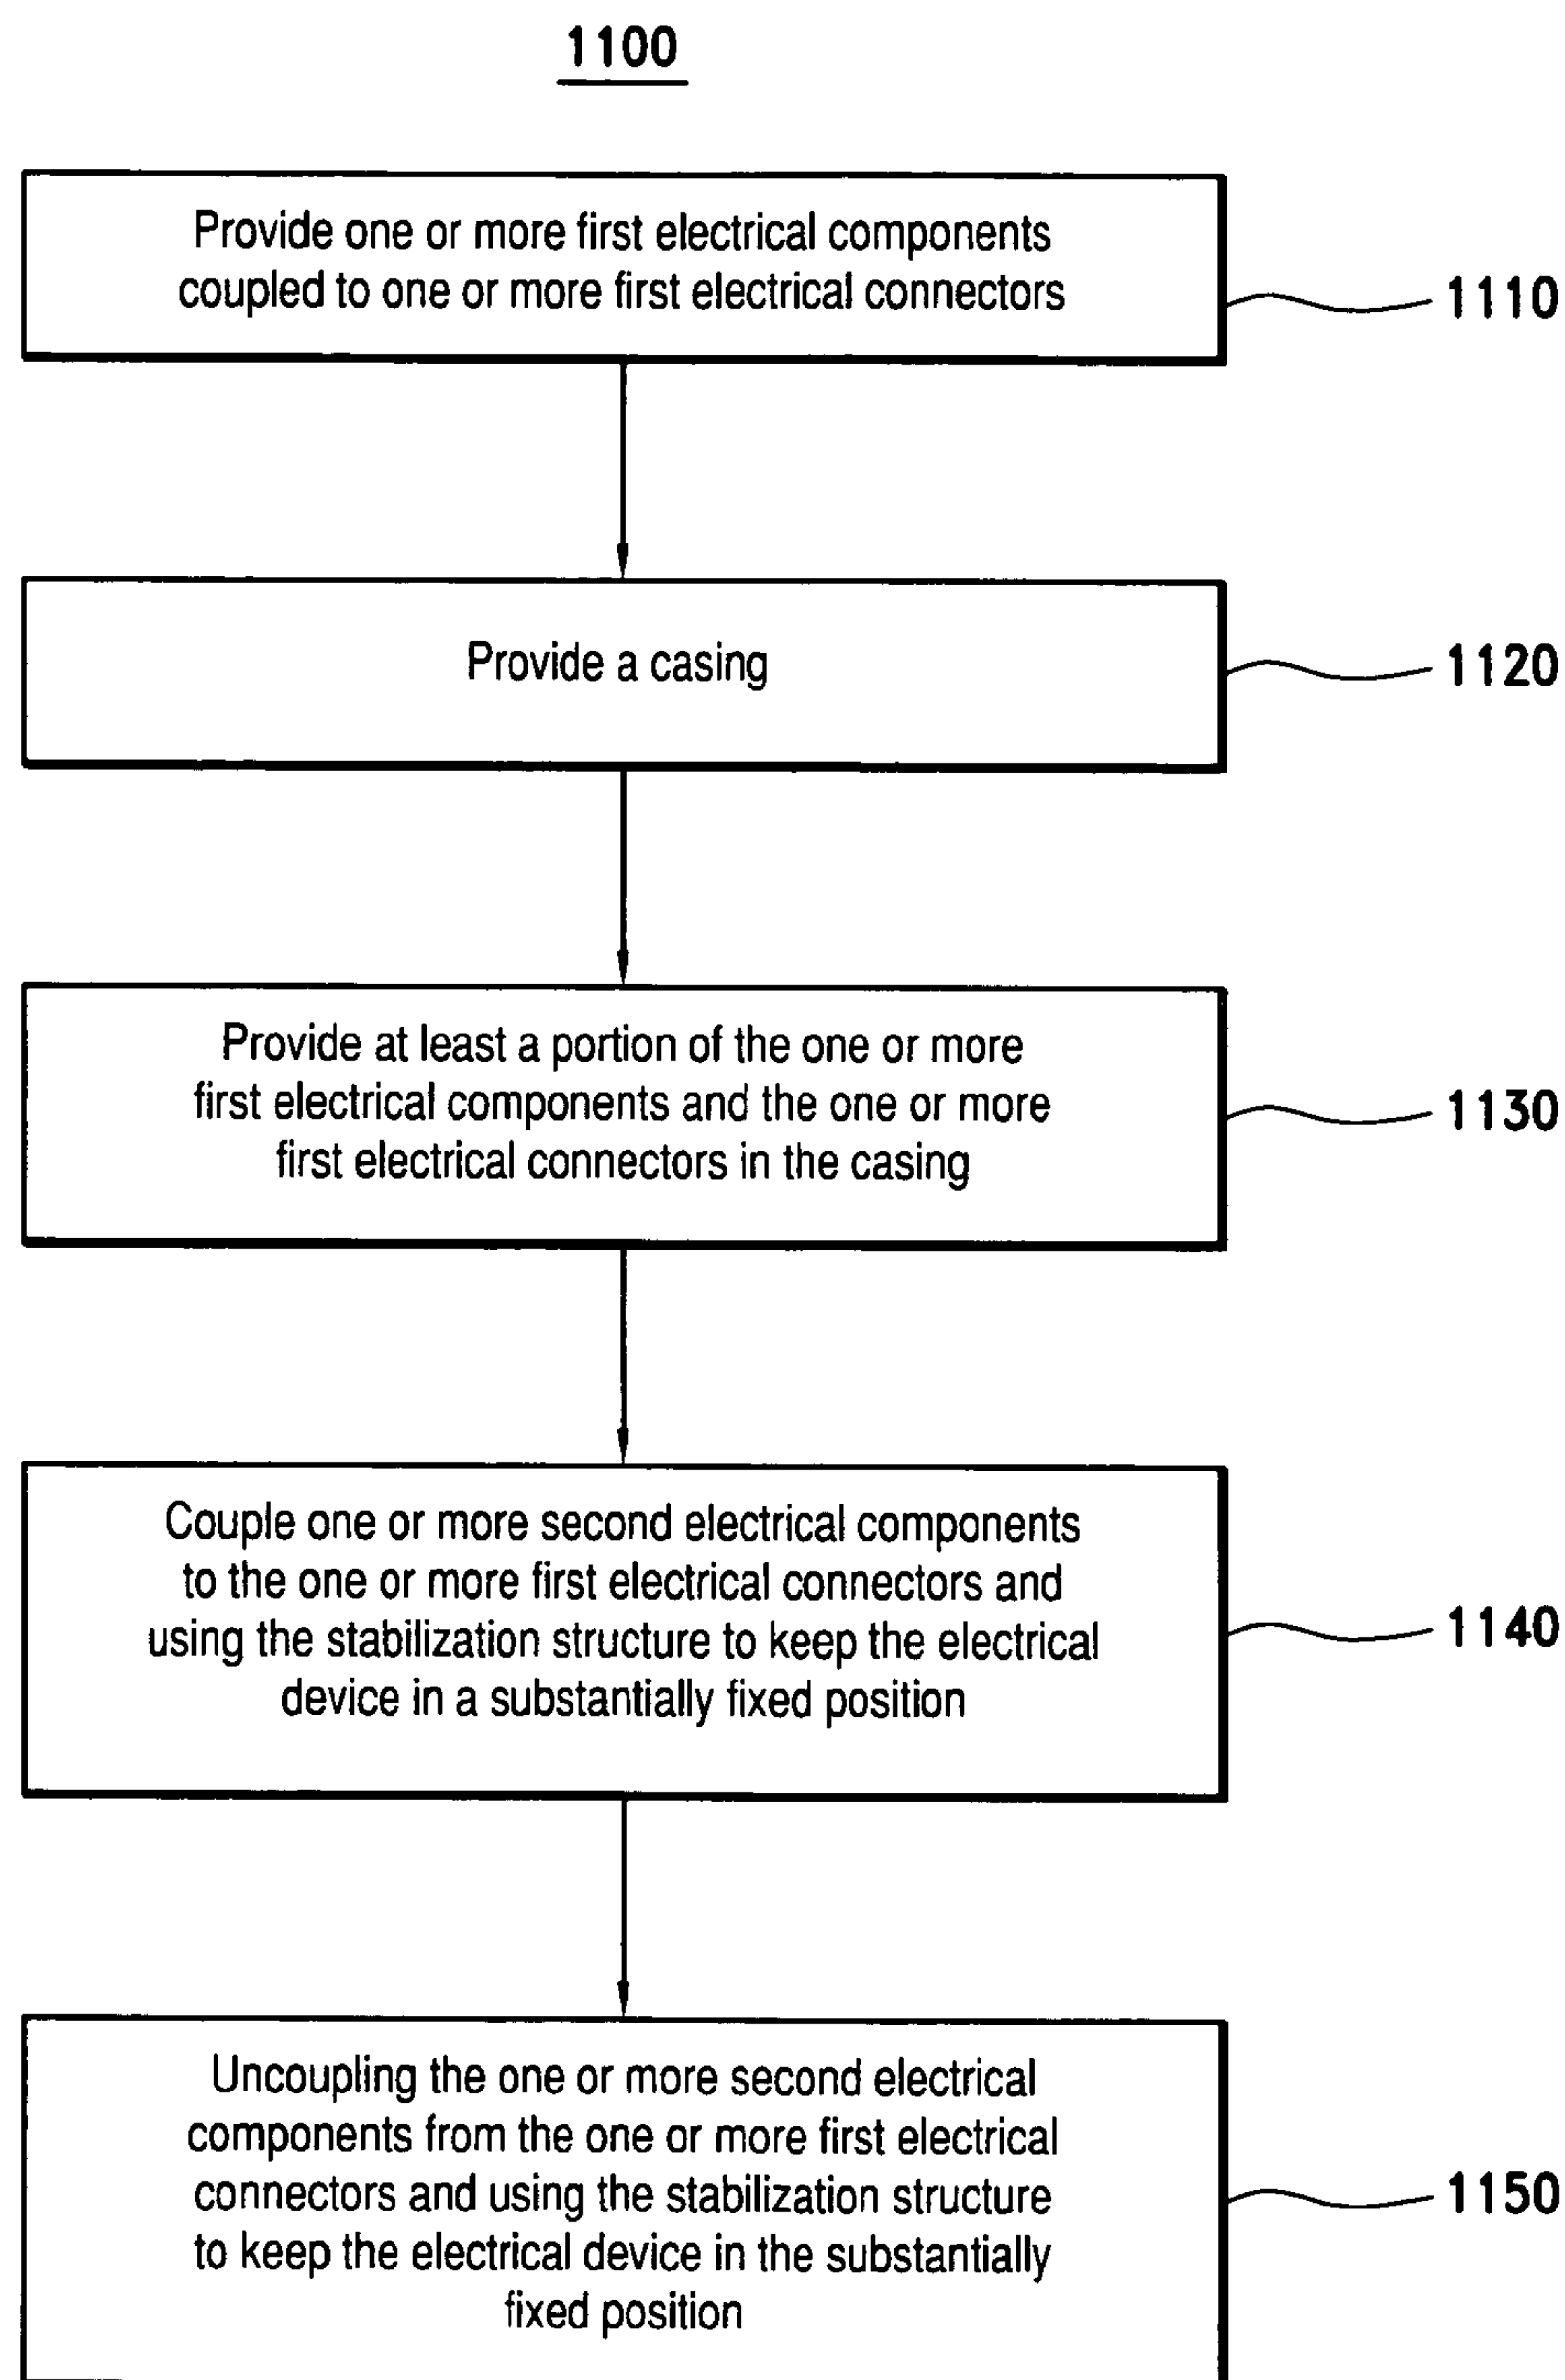 1100
Provide one or more first electrical components
coupled to one or more first electrical connectors
1110
Provide a casing
1120
Provide at least a portion of the one or more
first electrical components and the one or more
first electrical connectors in the casing
1130
Couple one or more second electrical components
to the one or more first electrical connectors and
using the stabilization structure to keep the electrical
device in a substantially fixed position
1140
Uncoupling the one or more second electrical
components from the one or more first electrical
connectors and using the stabilization structure
to keep the electrical device in the substantially
fixed position
1150